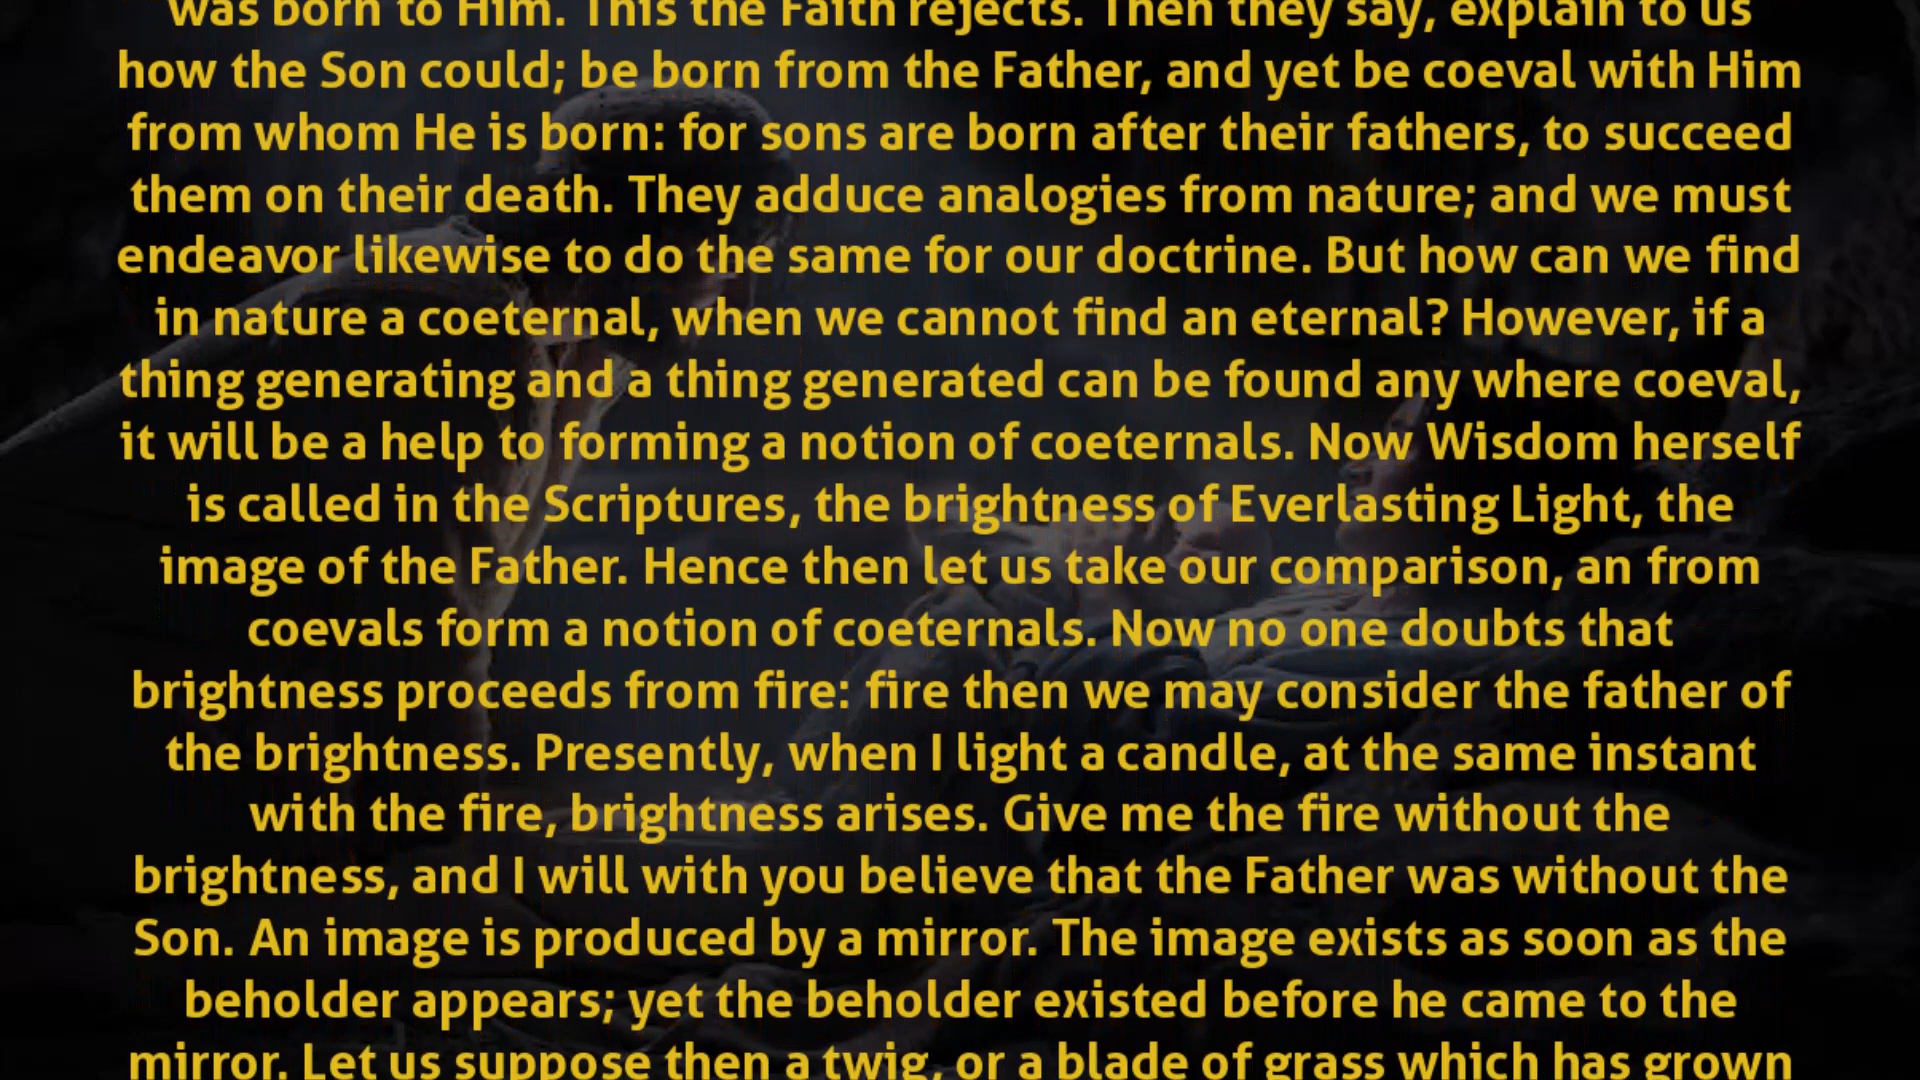 was born to Him. This the Faith rejects. Then they say, explain to us
how the Son could; be born from the Father, and yet be coeval with Him
from whom He is born: for sons are born after their fathers, to succeed
them on their death. They adduce analogies from nature; and we must
endeavor likewise to do the same for our doctrine. But how can we find
in nature a coeternal, when we cannot find an eternal? However, if a
thing generating and a thing generated can be found any where coeval,
it will be a help to forming a notion of coeternals. Now Wisdom herself
is called in the Scriptures, the brightness of Everlasting Light, the
image of the Father. Hence then let us take our comparison, an from
coevals form a notion of coeternals. Now no one doubts that
brightness proceeds from fire: fire then we may consider the father of
the brightness. Presently, when I light a candle, at the same instant
with the fire, brightness arises. Give me the fire without the
brightness, and I will with you believe that the Father was without the
Son. An image is produced by a mirror. The image exists as soon as the
beholder appears; yet the beholder existed before he came to the
mirror. Let us suppose then a twig, or a blade of grass which has grown